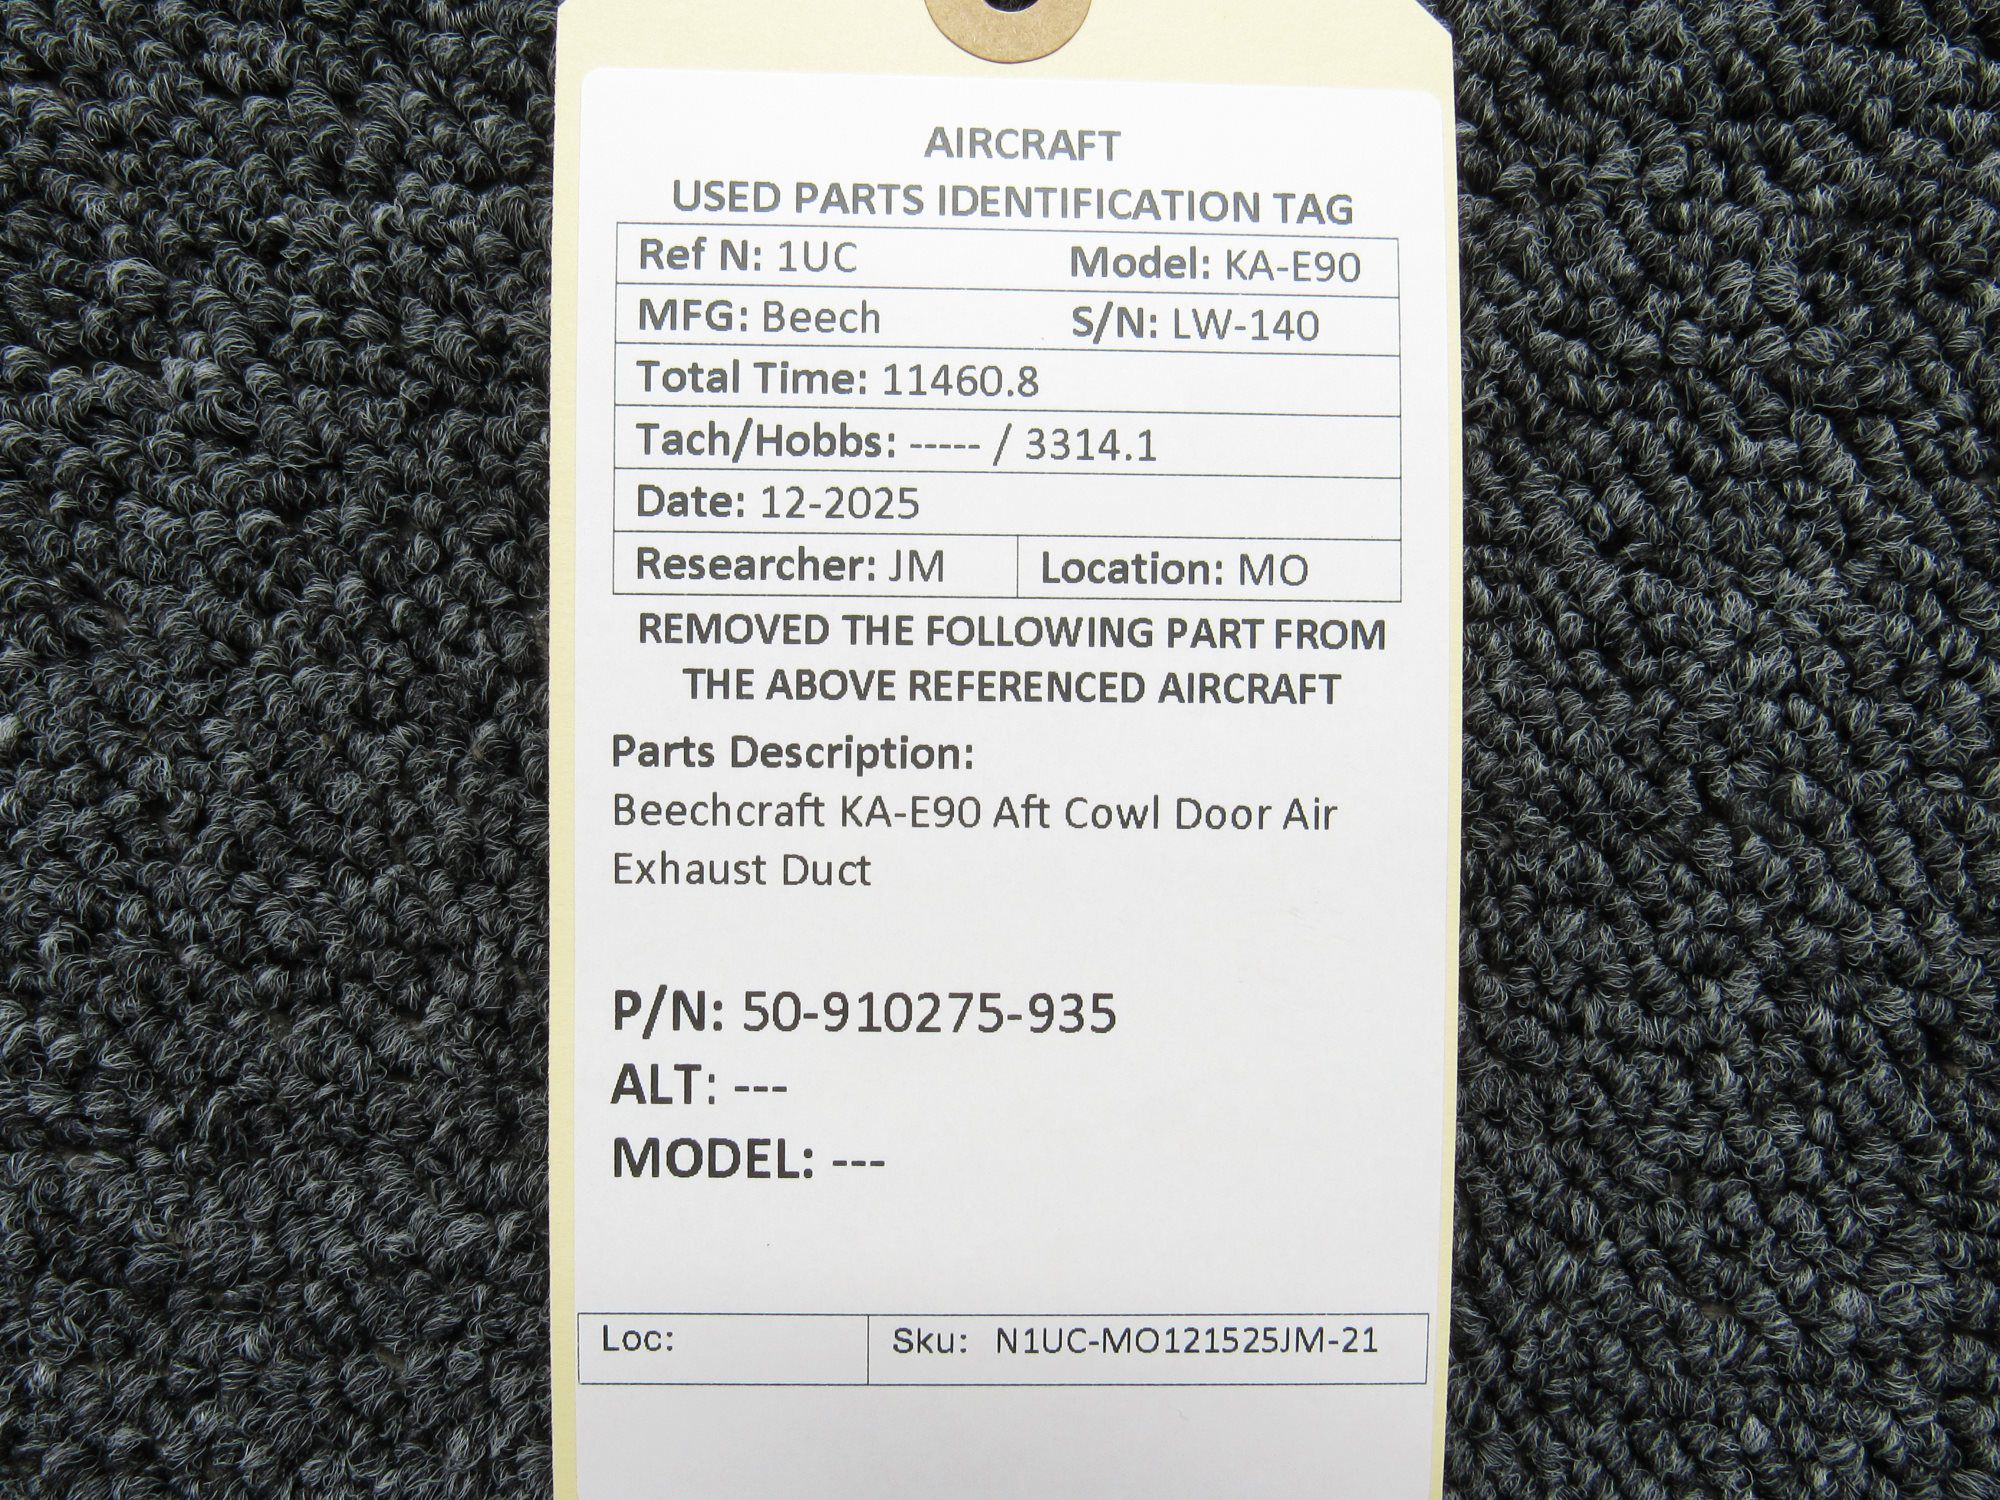 AIRCRAFT
USED PARTS IDENTIFICATION TAG
Ref N: 1UC Model: KA-E90
MFG: Beech S/N: LW-140
Total Time: 11460.8
Tach/Hobbs: ----- / 3314.1
Date: 12-2025
Researcher: JM Location: MO
REMOVED THE FOLLOWING PART FROM
THE ABOVE REFERENCED AIRCRAFT
Parts Description:
Beechcraft KA-E90 Aft Cowl Door Air
Exhaust Duct
P/N: 50-910275-935
ALT: ---
MODEL: ---
Loc: Sku: N1UC-MO121525JM-21